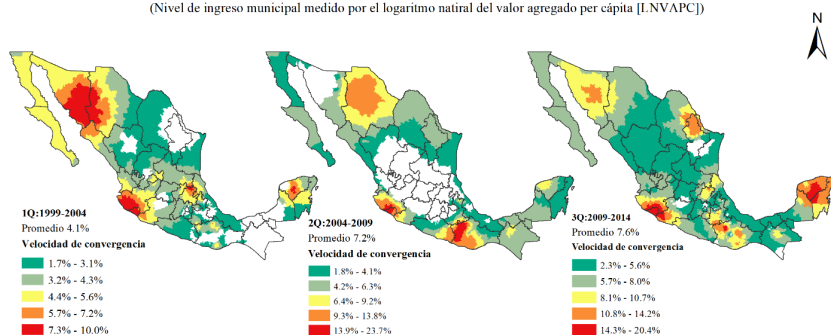 (Nivel de ingreso municipal medido por el logaritmo natiral del valor agregado per cápita [LNVAPC])
N
1Q:1999-2004
Promedio 4.1%
Velocidad de convergencia
1.7% - 3.1%
3.2% - 4.3%
4.4% - 5.6%
5.7% - 7.2%
7.3% - 10.0%
2Q:2004-2009
Promedio 7.2%
Velocidad de convergencia
1.8% - 4.1%
4.2% - 6.3%
6.4% - 9.2%
9.3% - 13.8%
13.9% - 23.7%
3Q:2009-2014
Promedio 7.6%
Velocidad de convergencia
2.3% - 5.6%
5.7% - 8.0%
8.1% - 10.7%
10.8% - 14.2%
14.3% - 20.4%